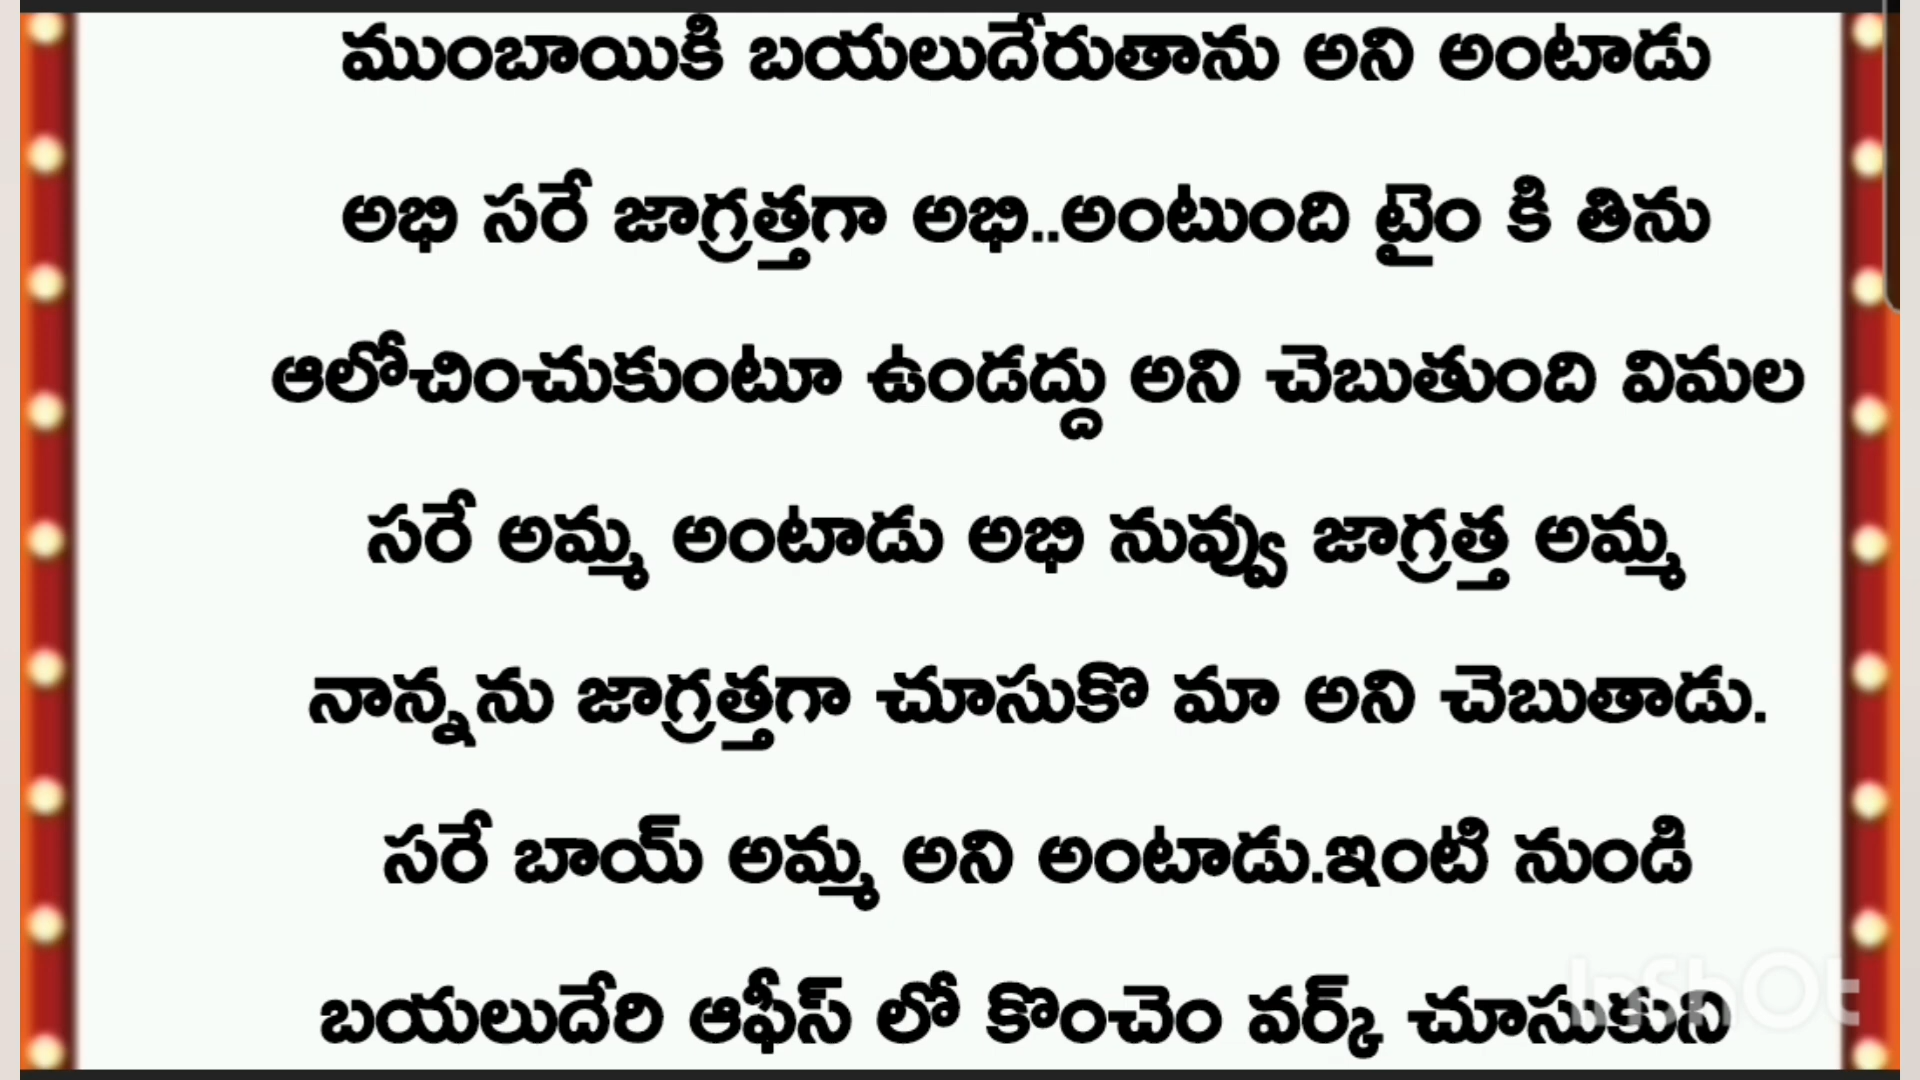 ముంబాయికి బయలుదేరుతాను అని అంటాడు
అభి సరే జాగ్రత్తగా అభి..అంటుంది టైం కి తిను
ఆలోచించుకుంటూ ఉండద్దు అని చెబుతుంది విమల
సరే అమ్మ అంటాడు అభి నువ్వు జాగ్రత్త అమ్మ
నాన్నను జాగ్రత్తగా చూసుకొ మా అని చెబుతాడు.
సరే బాయ్ అమ్మ అని అంటాడు.ఇంటి నుండి
బయలుదేరి ఆఫీస్ లో కొంచెం వర్క్ చూసుకుని
InShOt